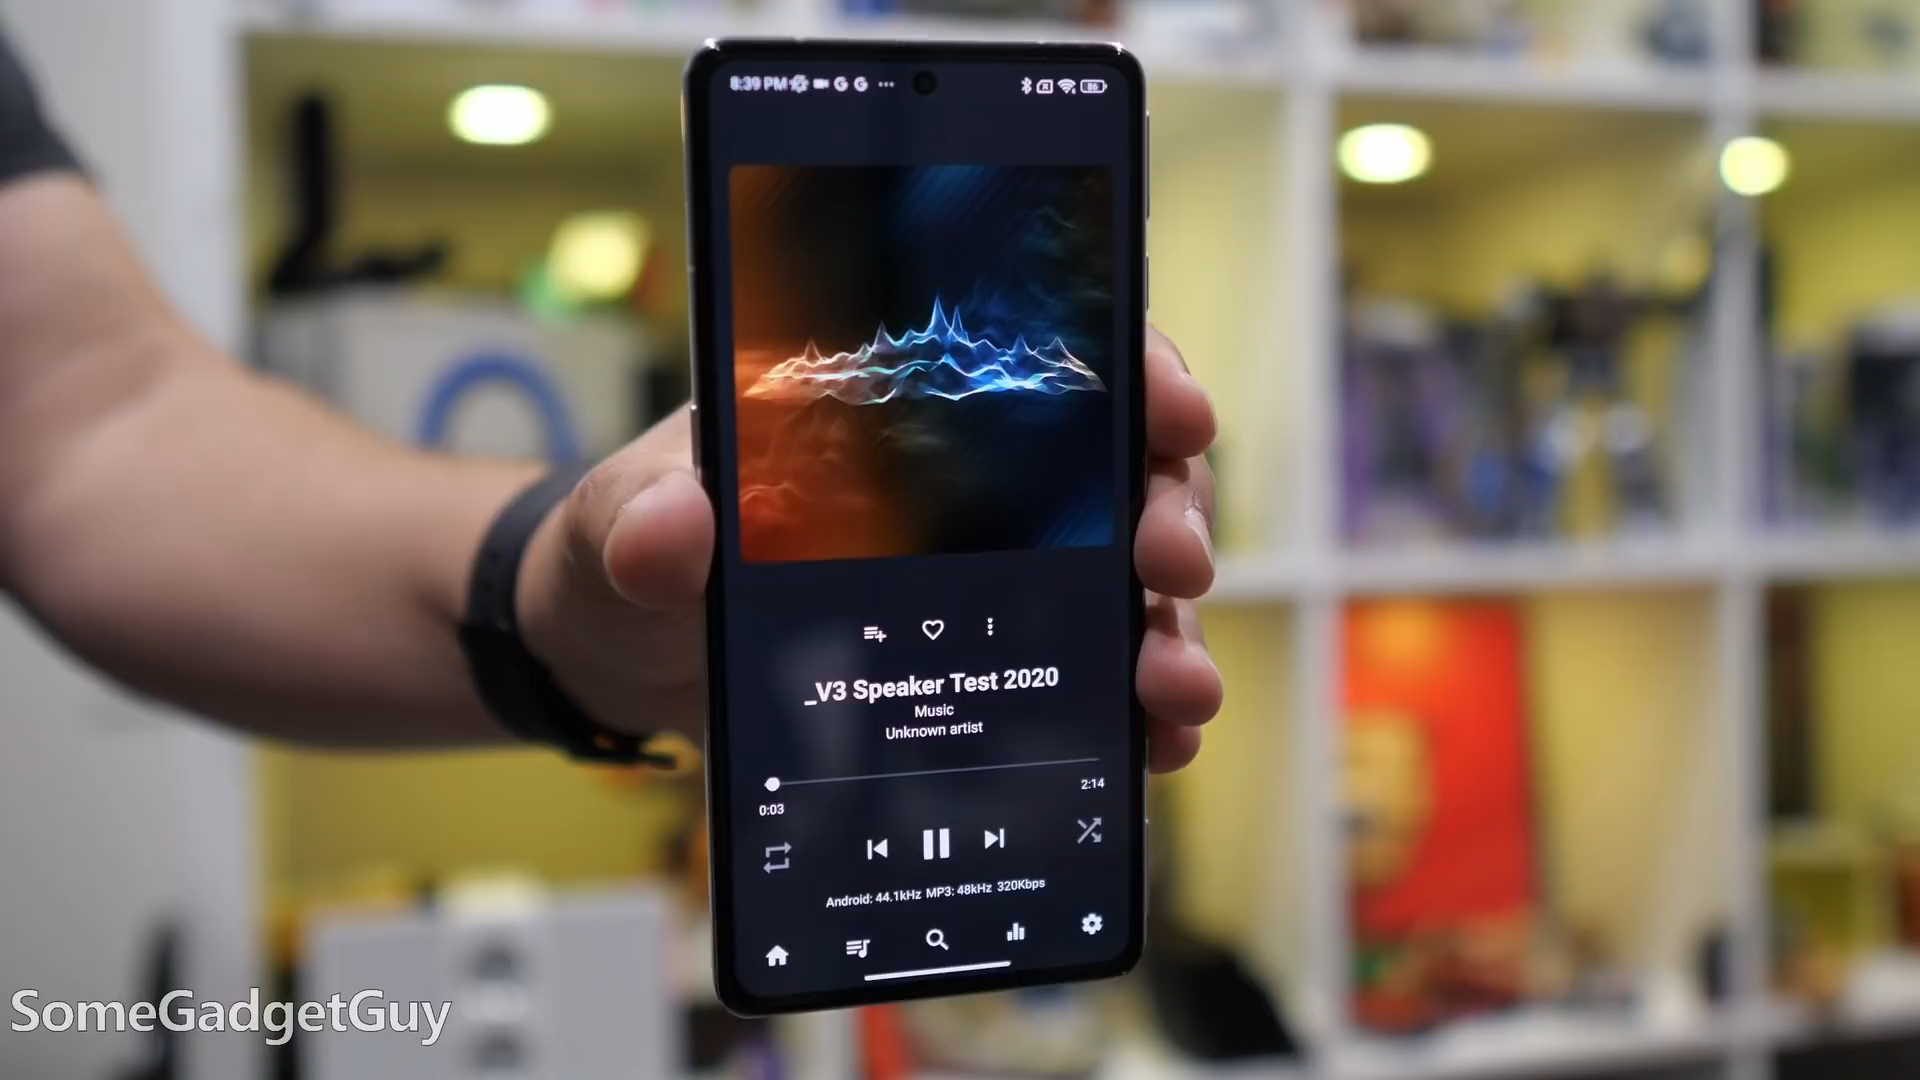 8:39 PM
86
_V3 Speaker Test 2020
Music
Unknown artist
0:03
2:14
Android: 44.1kHz MP3: 48kHz 320Kbps
SomeGadgetGuy